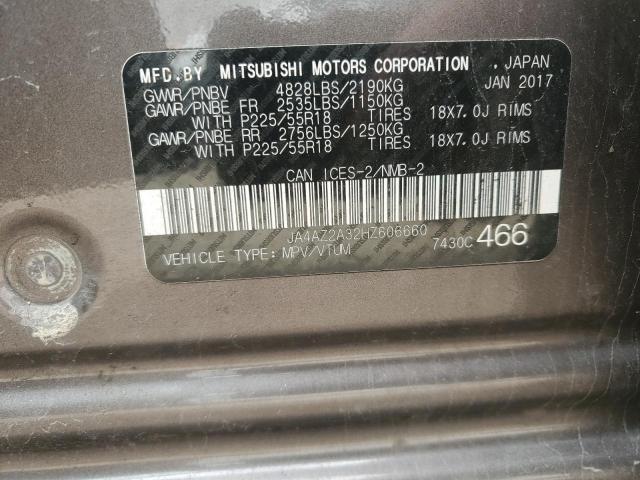 MFD.BY MITSUBISHI MOTORS CORPORATION . JAPAN
GVWR/PNBV 4828LBS/2190KG JAN 2017
GAWR/PNBE FR 2535LBS/1150KG
WITH P225/55R18 TIRES 18X7.0J RIMS
GAWR/PNBE RR 2756LBS/1250KG
WITH P225/55R18 TIRES 18X7.0J RIMS
CAN ICES-2/NMB-2
JA4AZ2A32HZ606660
VEHICLE TYPE:MPV/VTUM 7430C 466